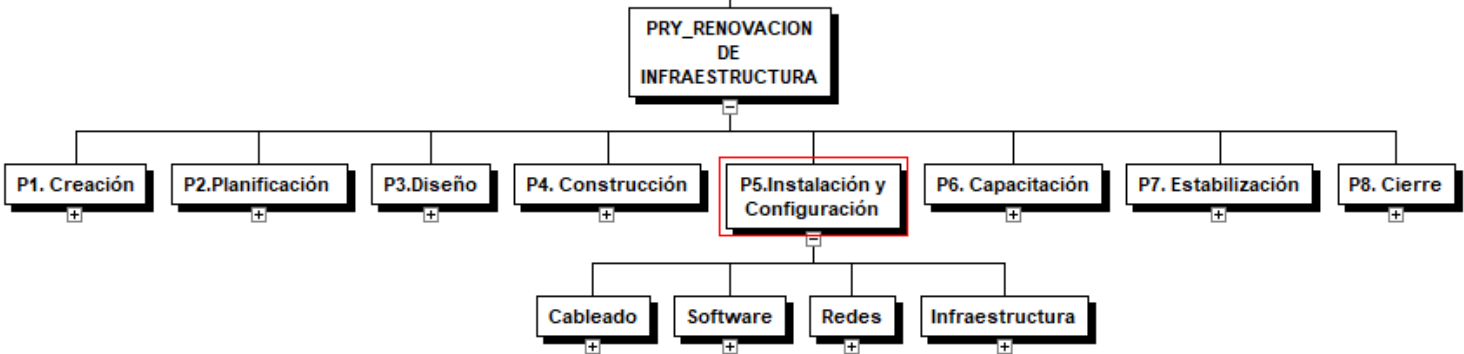 PRY_RENOVACION
DE
INFRAESTRUCTURA
P1. Creación
P2.Planificación
P3.Diseño
P4. Construcción
P5.Instalación y
Configuración
P6. Capacitación
P7. Estabilización
P8. Cierre
Cableado
Software
Redes
Infraestructura